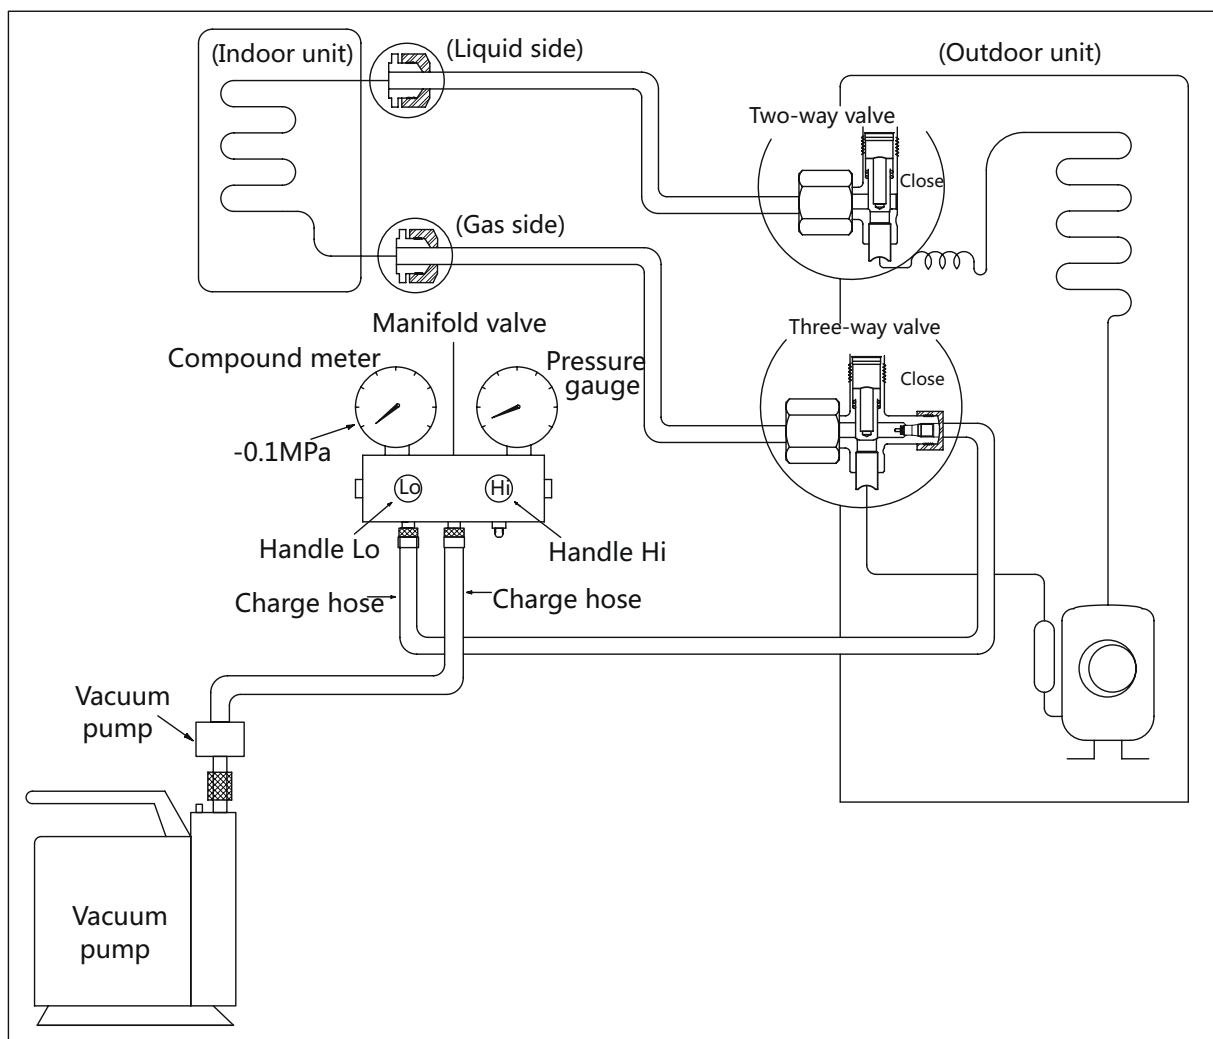 (Indoor unit)
(Liquid side)
(Outdoor unit)
Two-way valve
Close
(Gas side)
Manifold valve
Three-way valve
Compound meter
Pressure
gauge
Close
-0.1MPa
Lo
Hi
Handle Lo
Handle Hi
Charge hose
Charge hose
Vacuum
pump
Vacuum
pump